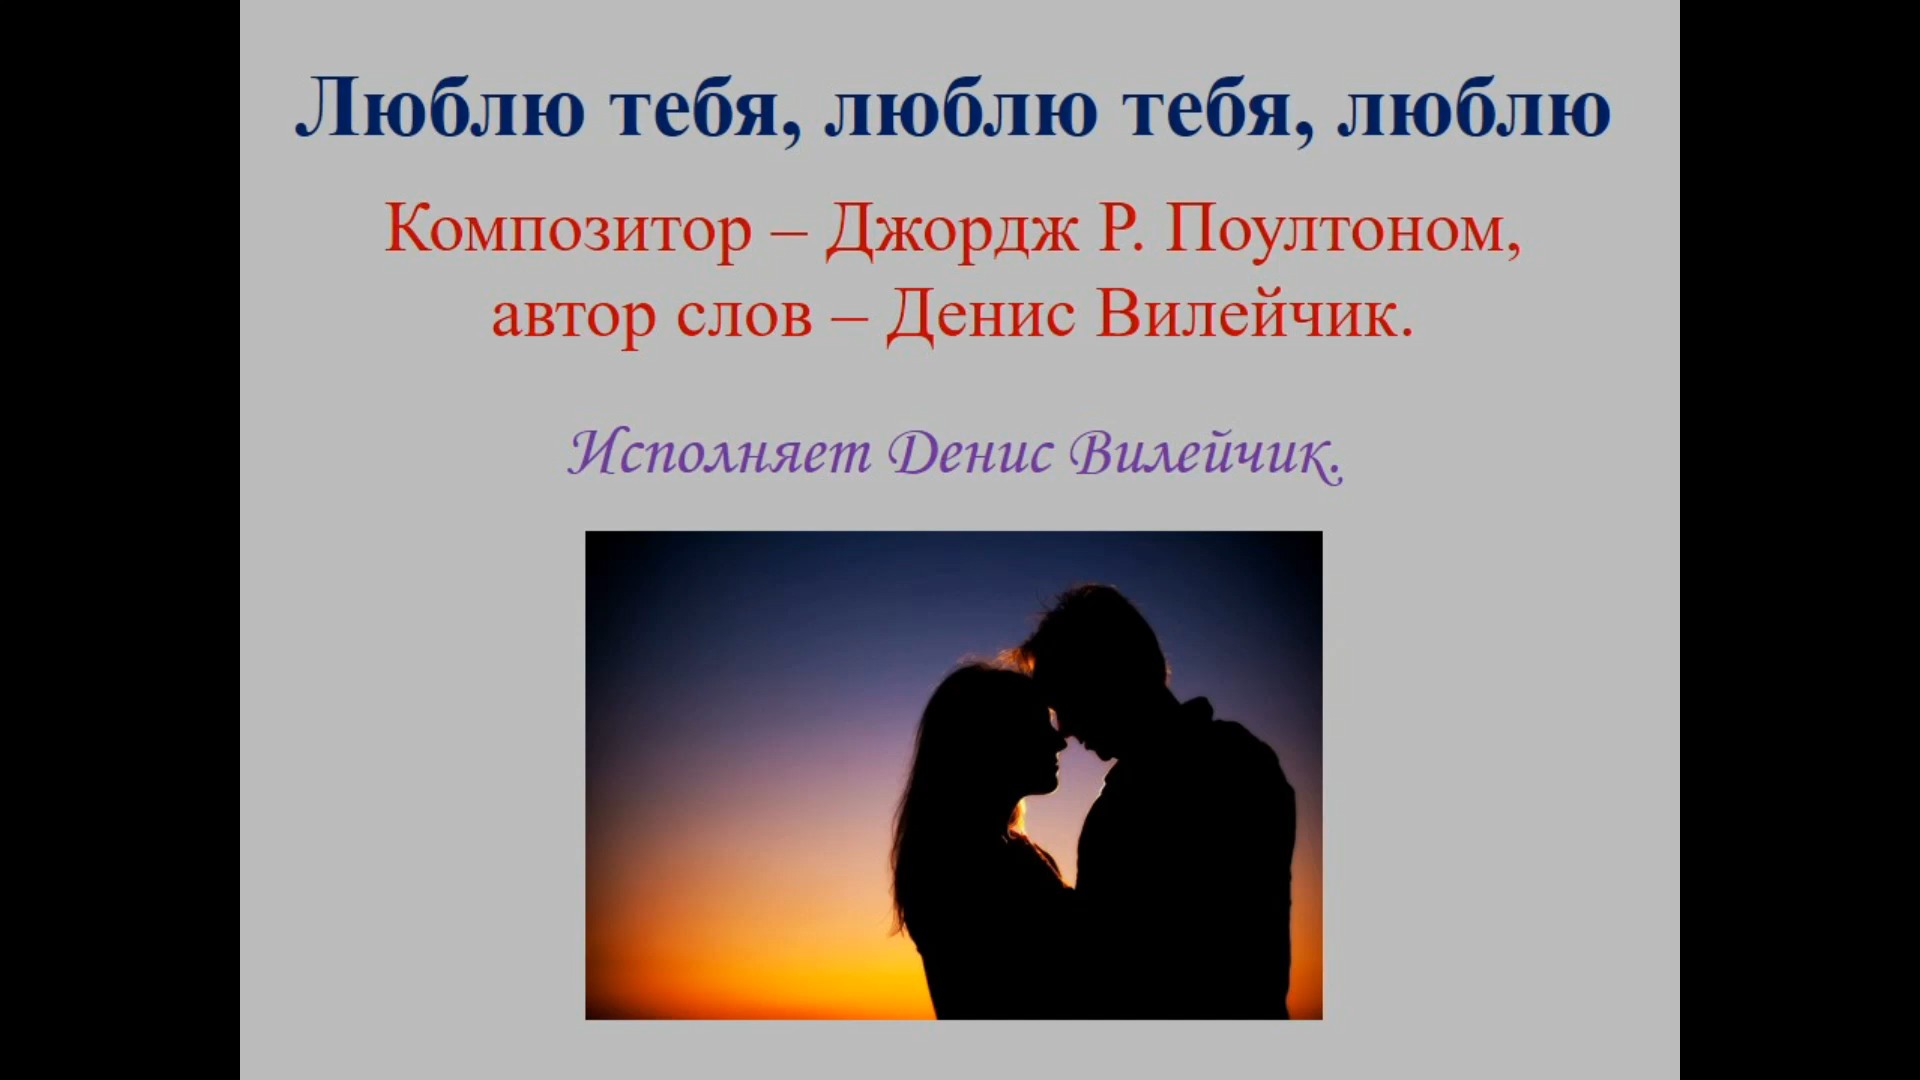 Люблю тебя, люблю тебя, люблю
Композитор – Джордж Р. Поултоном,
автор слов – Денис Вилейчик.
Исполняет Денис Вилейчик.